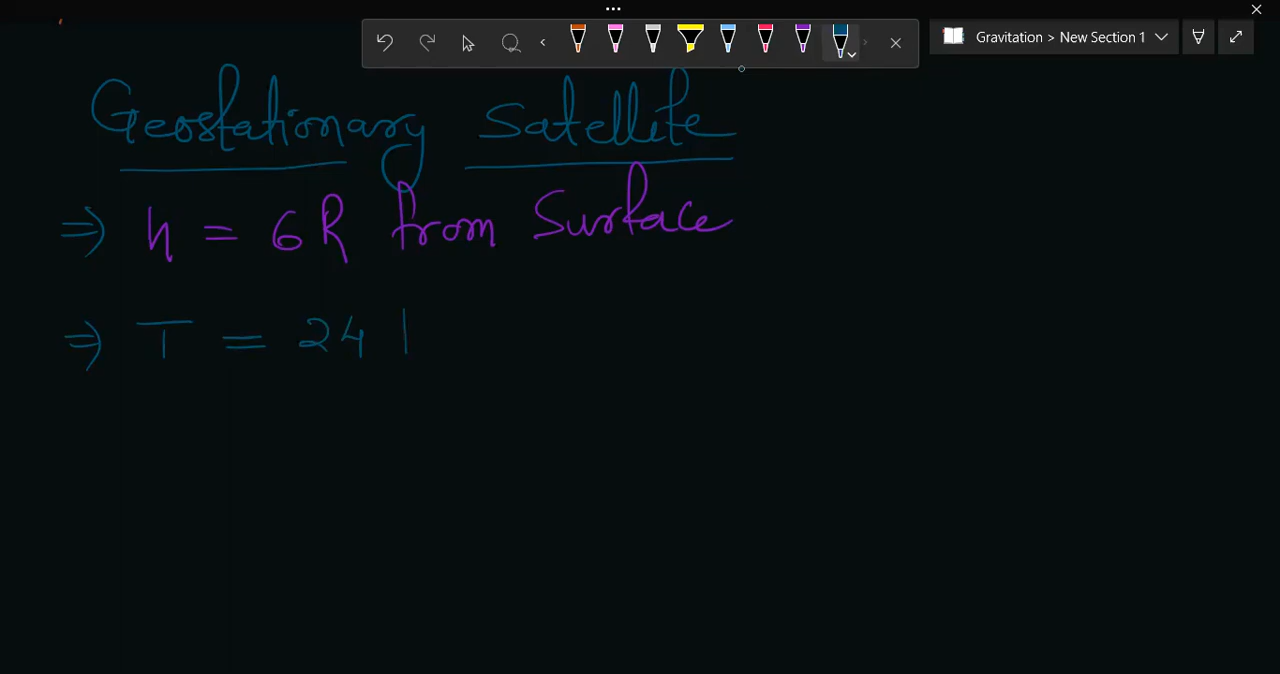 Gravitation > New Section 1
Geostationary Satellite
⇒ h = 6R from Surface
⇒ T = 24